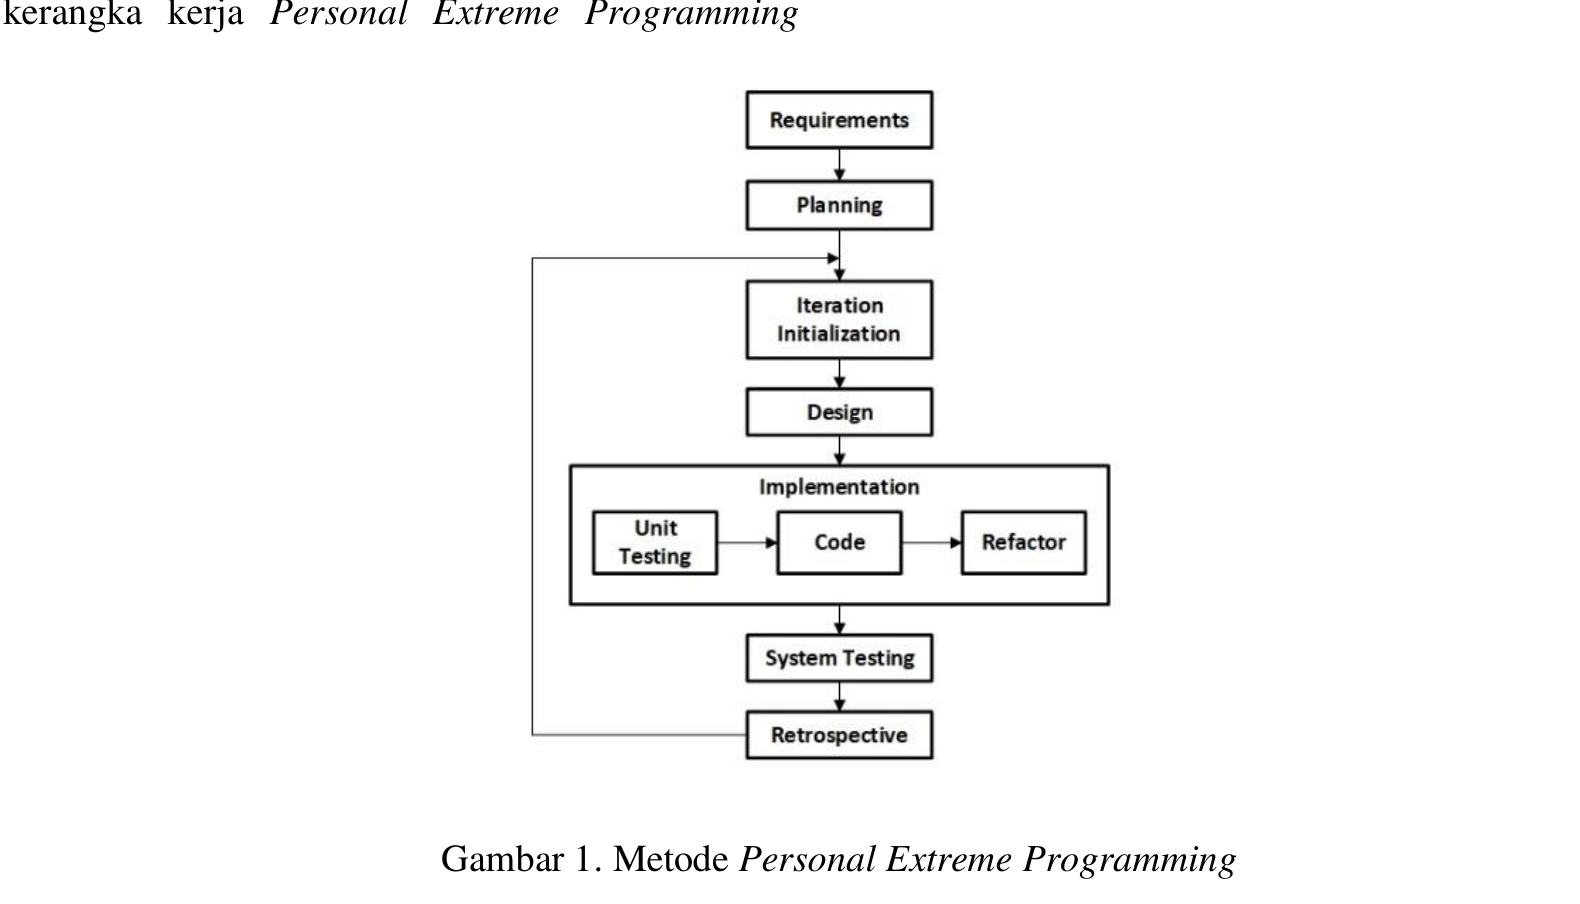 kerangka kerja Personal Extreme Programming
Requirements
Planning
Iteration
Initialization
Design
Implementation
Unit
Testing
Code
Refactor
System Testing
Retrospective
Gambar 1. Metode Personal Extreme Programming